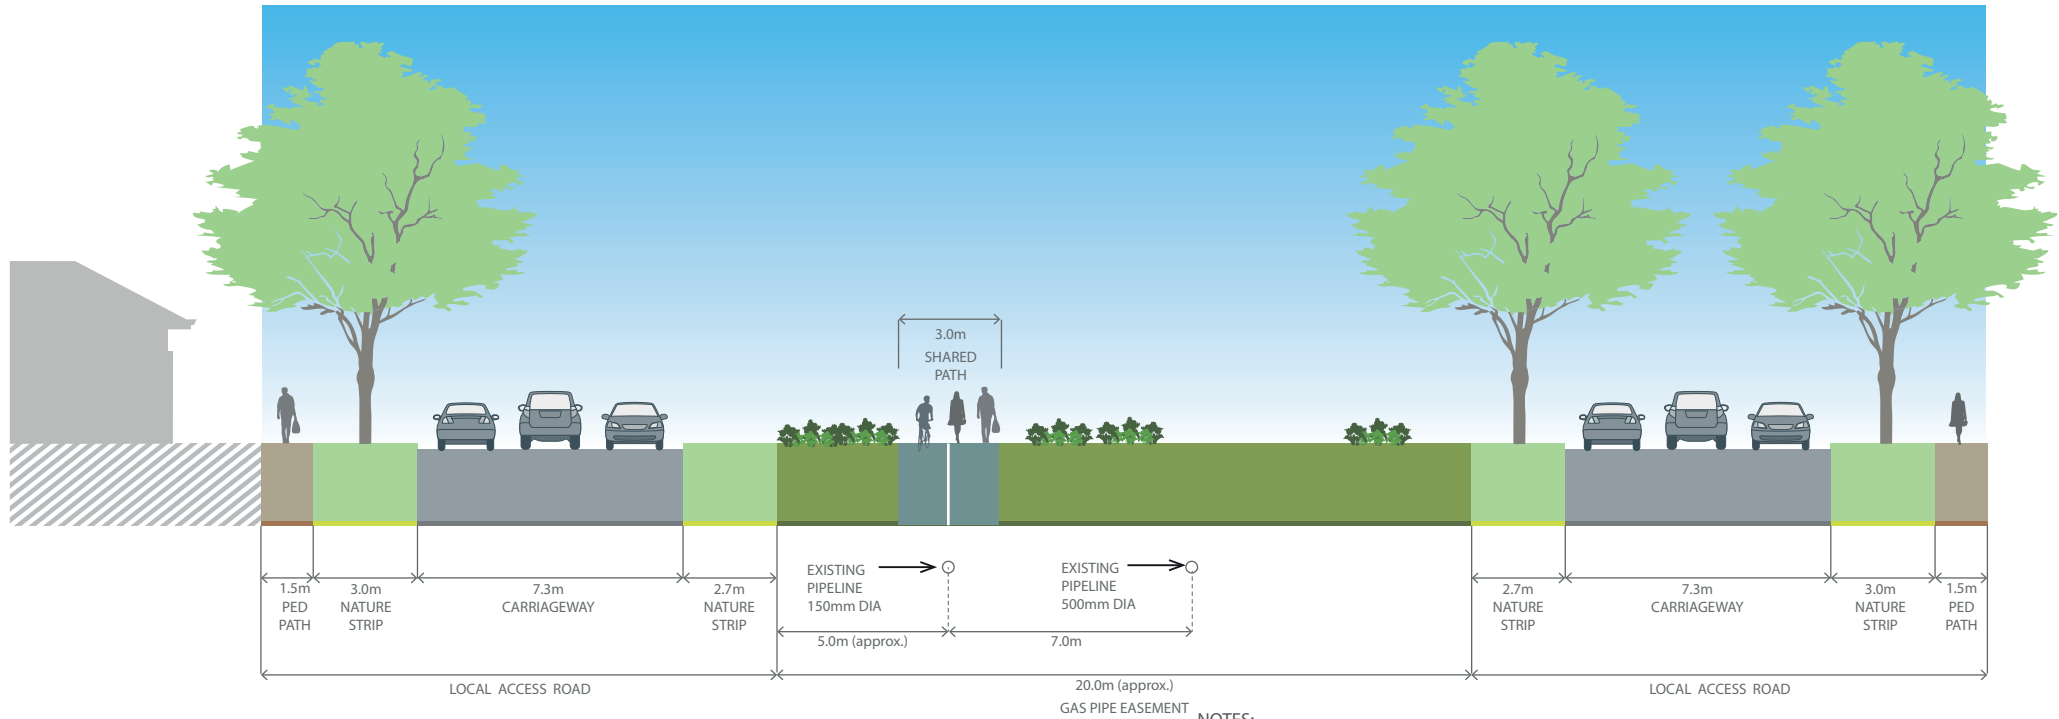 3.0m
SHARED
PATH
1.5m
PED
PATH
3.0m
NATURE
STRIP
7.3m
CARRIAGEWAY
2.7m
NATURE
STRIP
EXISTING
PIPELINE
150mm DIA
EXISTING
PIPELINE
500mm DIA
2.7m
NATURE
STRIP
7.3m
CARRIAGEWAY
3.0m
NATURE
STRIP
1.5m
PED
PATH
5.0m (approx.)
7.0m
LOCAL ACCESS ROAD
20.0m (approx.)
GAS PIPE EASEMENT
LOCAL ACCESS ROAD
NOTES: